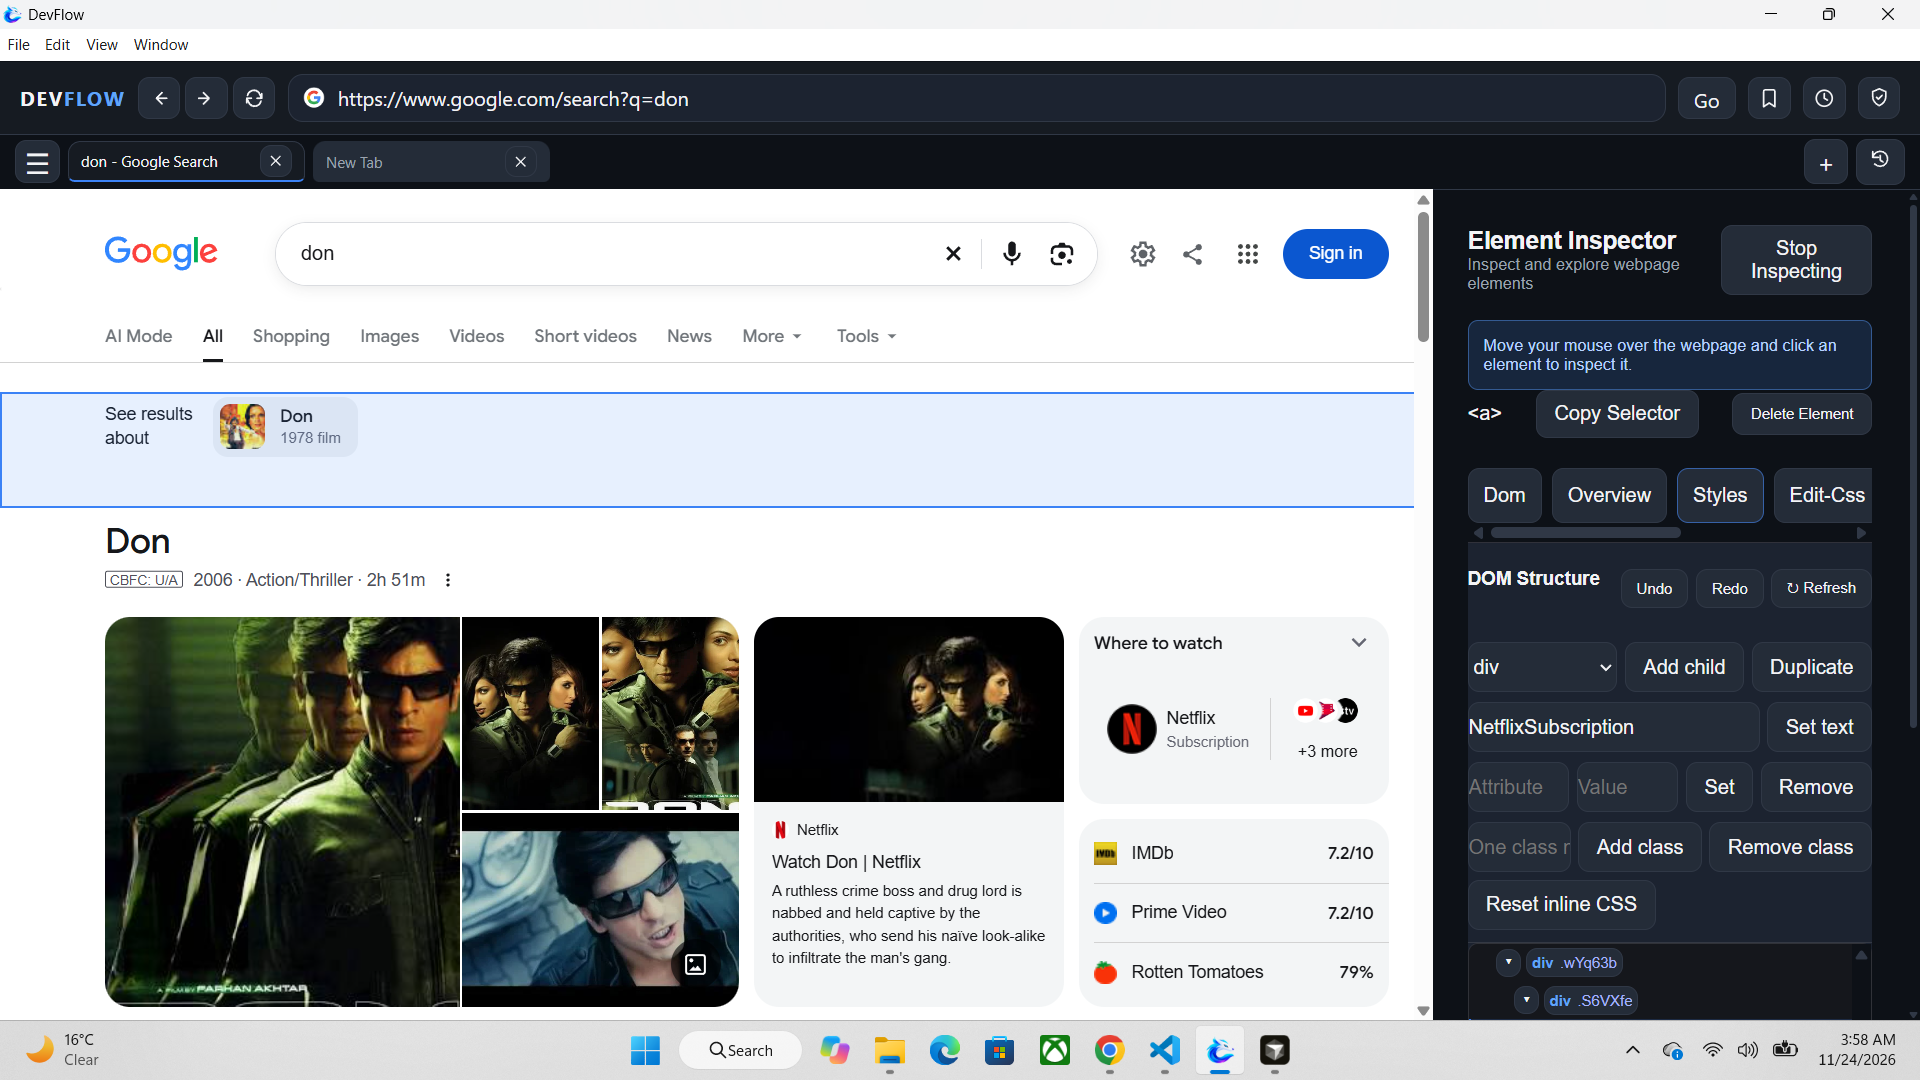 DevFlow
File Edit View Window
DEVFLOW
https://www.google.com/search?q=don
Go
don - Google Search
New Tab
+
Google
don
Sign in
AI Mode All Shopping Images Videos Short videos News More Tools
See results
about
Don
1978 film
Don
CBFC: U/A 2006 · Action/Thriller · 2h 51m
A FILM BY FARHAN AKHTAR
Netflix
Watch Don | Netflix
A ruthless crime boss and drug lord is
nabbed and held captive by the
authorities, who send his naïve look-alike
to infiltrate the man's gang.
Where to watch
Netflix
Subscription
tv
+3 more
IMDb 7.2/10
Prime Video 7.2/10
Rotten Tomatoes 79%
Element Inspector
Inspect and explore webpage
elements
Stop
Inspecting
Move your mouse over the webpage and click an
element to inspect it.
<a> Copy Selector Delete Element
Dom Overview Styles Edit-Css
DOM Structure Undo Redo ↻ Refresh
div Add child Duplicate
NetflixSubscription Set text
Attribute Value Set Remove
One class r Add class Remove class
Reset inline CSS
div .wYq63b
div .S6VXfe
16°C
Clear
Search
3:58 AM
11/24/2026